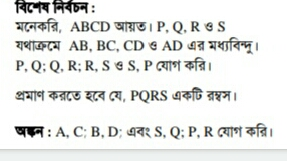 বিশেষ নির্বচন :
মনেকরি, ABCD আয়ত। P, Q, R ও S
যথাক্রমে AB, BC, CD ও AD এর মধ্যবিন্দু।
P, Q; Q, R; R, S ও S, P যোগ করি।
প্রমাণ করতে হবে যে, PQRS একটি রম্বস।
অঙ্কন : A, C; B, D; এবং S, Q; P, R যোগ করি।